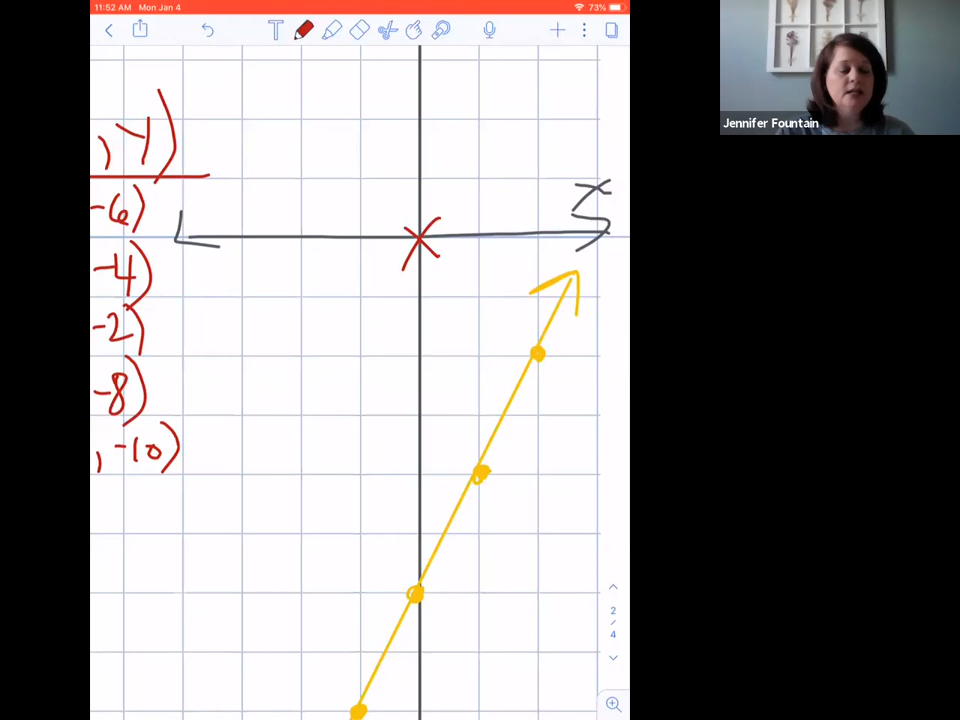 11:52 AM Mon Jan 4
73%
T
Jennifer Fountain
, y)
-6)
x
-4)
-2)
-8)
, -10)
2
/
4